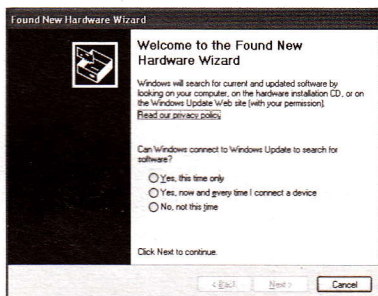 Found New Hardware Wizard
Welcome to the Found New
Hardware Wizard
Windows will search for current and updated software by
looking on your computer, on the hardware installation CD, or on
the Windows Update Web site (with your permission).
Read our privacy policy
Can Windows connect to Windows Update to search for
software?
Yes, this time only
Yes, now and every time I connect a device
No, not this time
Click Next to continue.
< Back
Next >
Cancel